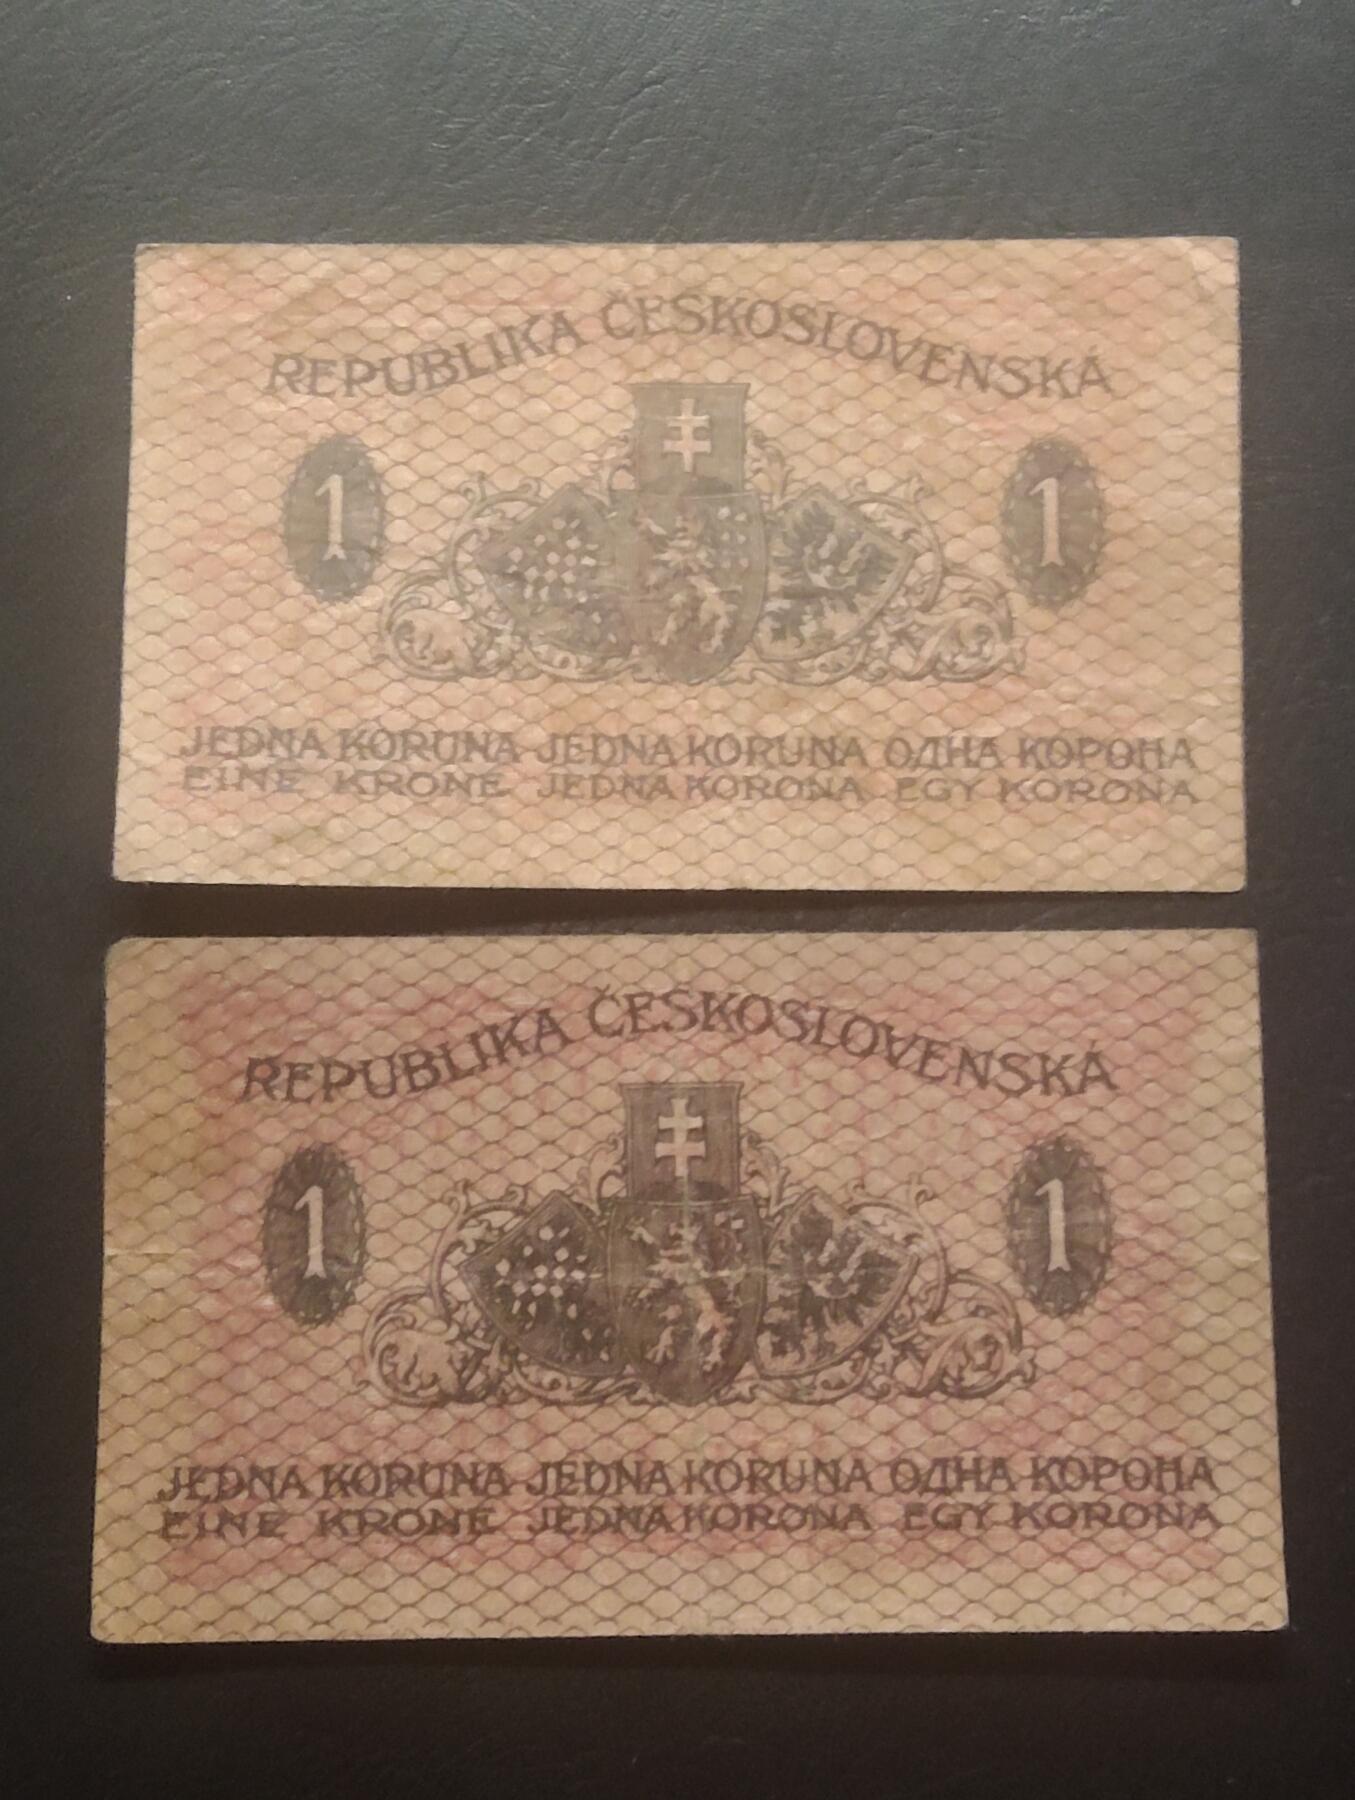 REPUBLIKA ČESKOSLOVENSKÁ
1 1
JEDNA KORUNA JEDNA KORUNA ОДНА КОРОНА
EINE KRONE JEDNA KORONA EGY KORONA
REPUBLIKA ČESKOSLOVENSKÁ
1 1
JEDNA KORUNA JEDNA KORUNA ОДНА КОРОНА
EINE KRONE JEDNA KORONA EGY KORONA